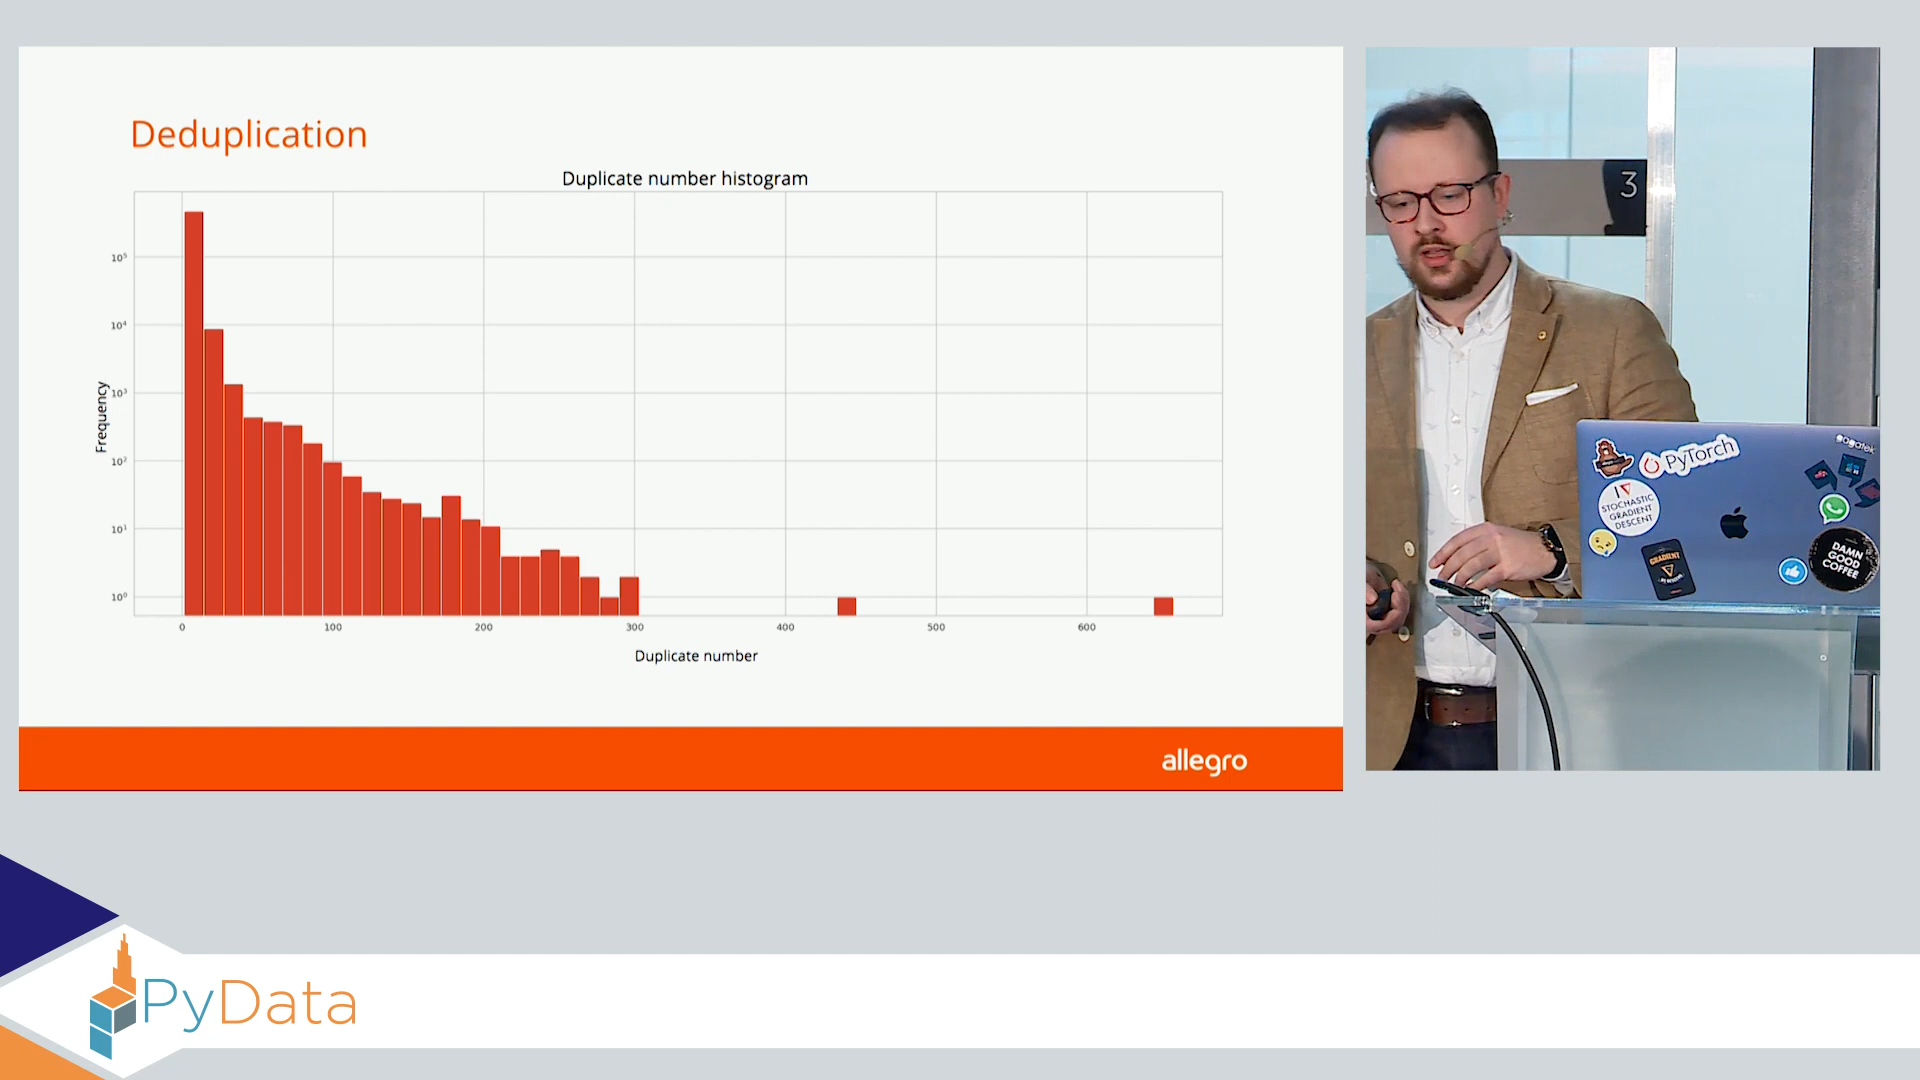 Deduplication
Duplicate number histogram
10⁵
10⁴
10³
10²
10¹
10⁰
Frequency
0 100 200 300 400 500 600
Duplicate number
allegro
3
PyTorch
I
STOCHASTIC
GRADIENT
DESCENT
GRADIENT
DAMN
GOOD
COFFEE
PyData